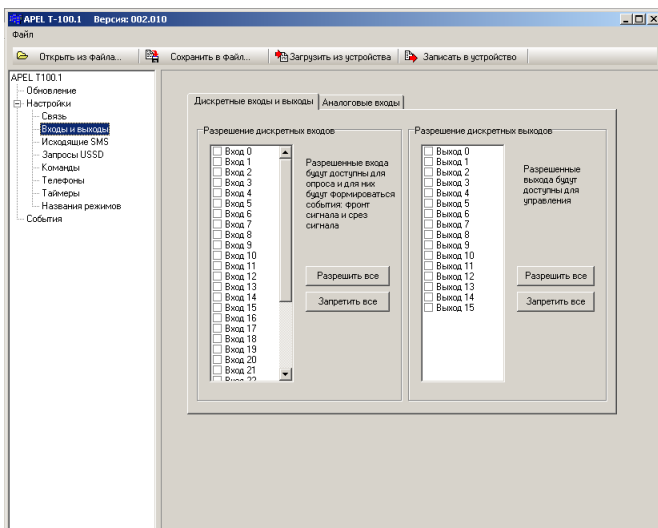 APEL T-100.1 Версия: 002.010
Файл
Открыть из файла... Сохранить в файл... Загрузить из устройства Записать в устройство
APEL T100.1
Обновление
Настройки
Связь
Входы и выходы
Исходящие SMS
Запросы USSD
Команды
Телефоны
Таймеры
Названия режимов
События
Дискретные входы и выходы Аналоговые входы
Разрешение дискретных входов
Вход 0
Вход 1
Вход 2
Вход 3
Вход 4
Вход 5
Вход 6
Вход 7
Вход 8
Вход 9
Вход 10
Вход 11
Вход 12
Вход 13
Вход 14
Вход 15
Вход 16
Вход 17
Вход 18
Вход 19
Вход 20
Вход 21
Вход 22
Разрешенные входа
будут доступны для
опроса и для них
будут формироваться
события: фронт
сигнала и срез
сигнала
Разрешить все
Запретить все
Разрешение дискретных выходов
Выход 0
Выход 1
Выход 2
Выход 3
Выход 4
Выход 5
Выход 6
Выход 7
Выход 8
Выход 9
Выход 10
Выход 11
Выход 12
Выход 13
Выход 14
Выход 15
Разрешенные
выхода будут
доступны для
управления
Разрешить все
Запретить все